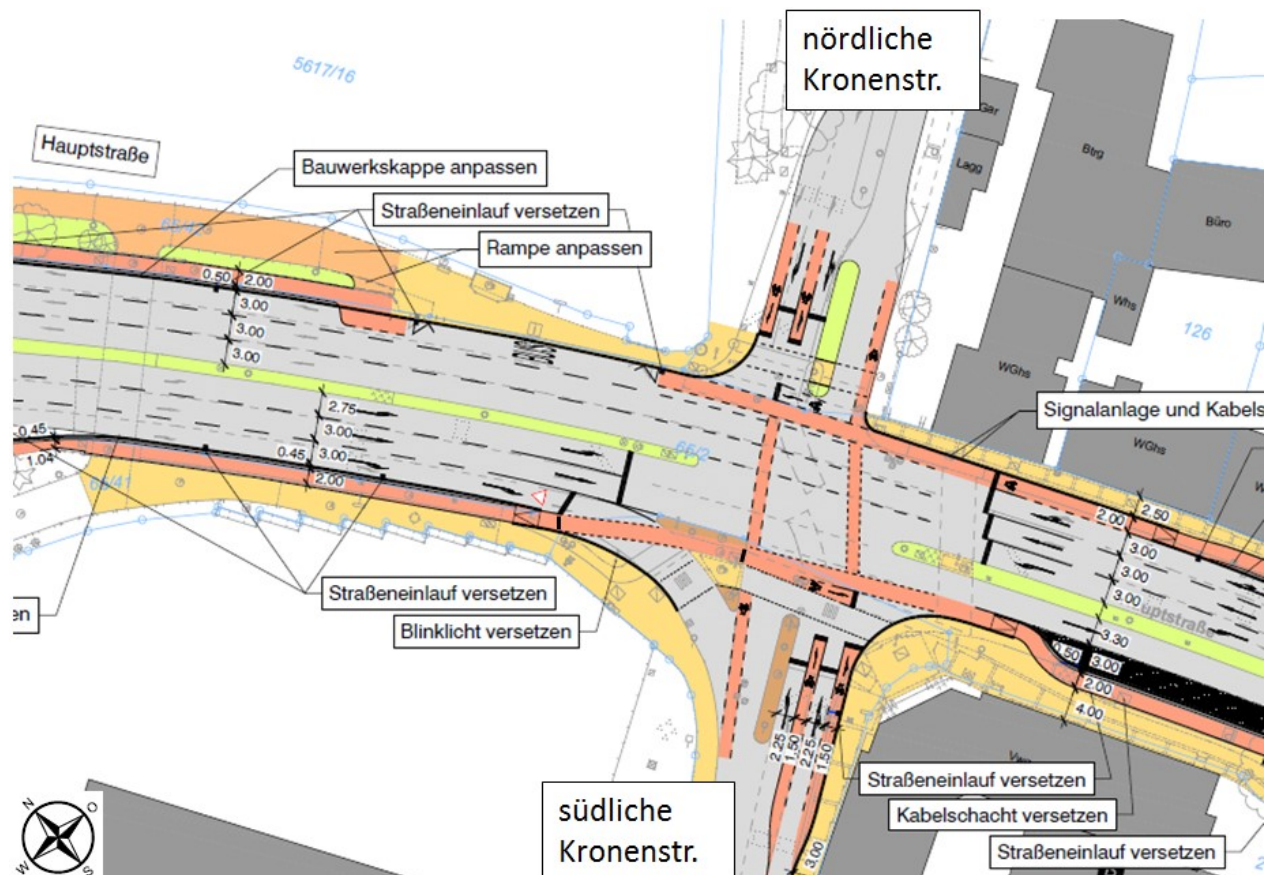 nördliche
Kronenstr.
5617/16
Hauptstraße
Gar
Lagg
Btrg
Büro
Whs
WGhs
126
WGhs
Bauwerkskappe anpassen
Straßeneinlauf versetzen
Rampe anpassen
Signalanlage und Kabels
0.50
2.00
3.00
3.00
3.00
2.75
3.00
3.00
0.45
2.00
0.45
1.04
66/41
66/2
2.00
2.50
3.00
3.00
3.00
uptstraße
3.30
0.50
3.00
2.00
4.00
en
Straßeneinlauf versetzen
Blinklicht versetzen
2.25
1.50
2.25
1.50
3.00
Straßeneinlauf versetzen
Kabelschacht versetzen
Straßeneinlauf versetzen
südliche
Kronenstr.
N
O
W
S